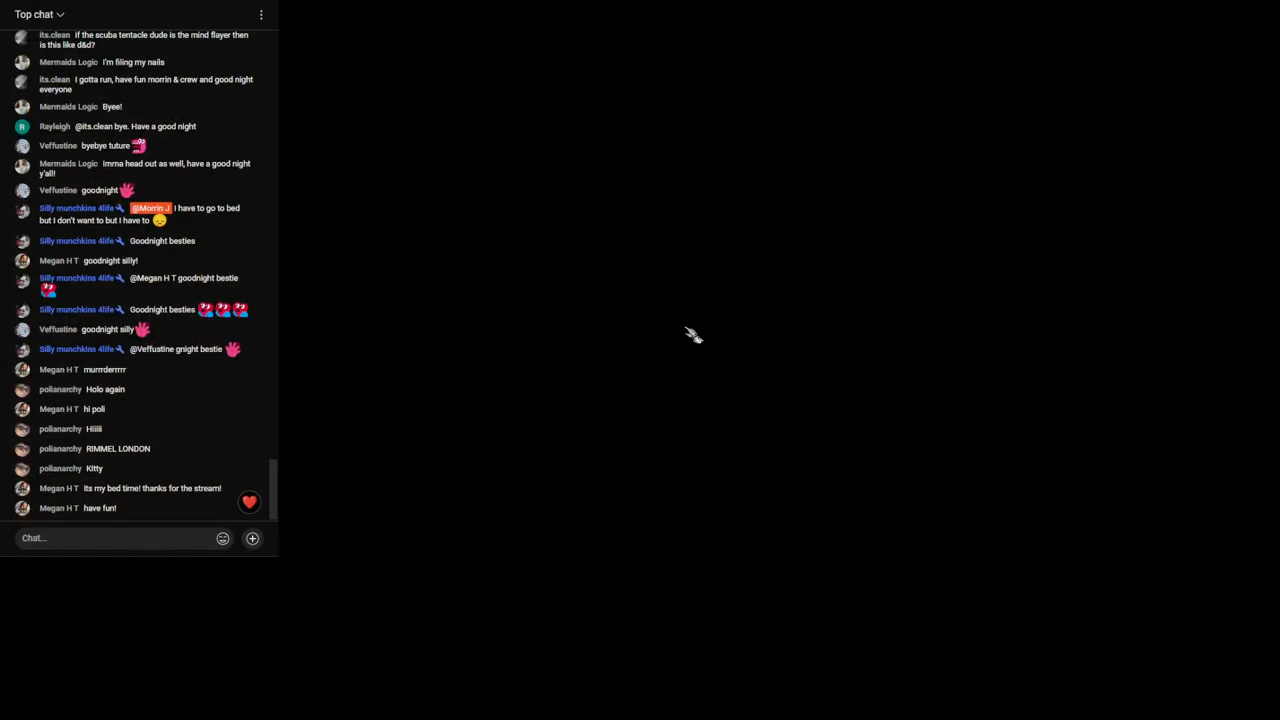 Top chat
its.clean if the scuba tentacle dude is the mind flayer then
is this like d&d?
Mermaids Logic I'm filing my nails
its.clean I gotta run, have fun morrin & crew and good night
everyone
Mermaids Logic Byee!
R Rayleigh @its.clean bye. Have a good night
Veffustine byebye tuture
Mermaids Logic Imma head out as well, have a good night
y'all!
Veffustine goodnight
Silly munchkins 4life @Morrin J I have to go to bed
but I don't want to but I have to
Silly munchkins 4life Goodnight besties
Megan H T goodnight silly!
Silly munchkins 4life @Megan H T goodnight bestie
Silly munchkins 4life Goodnight besties
Veffustine goodnight silly
Silly munchkins 4life @Veffustine gnight bestie
Megan H T murrrderrrrr
polianarchy Holo again
Megan H T hi poli
polianarchy Hiiiii
polianarchy RIMMEL LONDON
polianarchy Kitty
Megan H T its my bed time! thanks for the stream!
Megan H T have fun!
Chat...